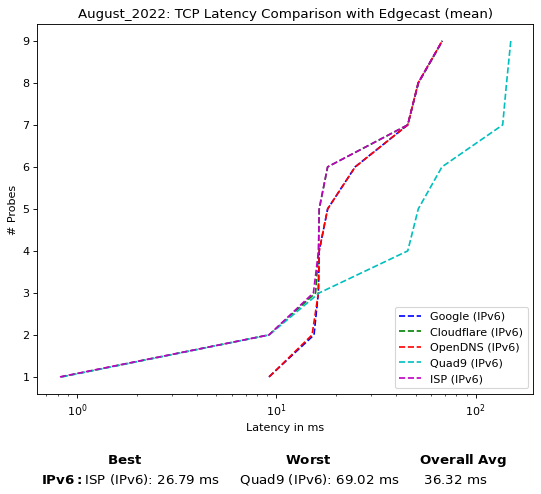 August_2022: TCP Latency Comparison with Edgecast (mean)
# Probes
9
8
7
6
5
4
3
2
1
Google (IPv6)
Cloudflare (IPv6)
OpenDNS (IPv6)
Quad9 (IPv6)
ISP (IPv6)
10⁰ 10¹ 10²
Latency in ms
Best Worst Overall Avg
IPv6: ISP (IPv6): 26.79 ms Quad9 (IPv6): 69.02 ms 36.32 ms